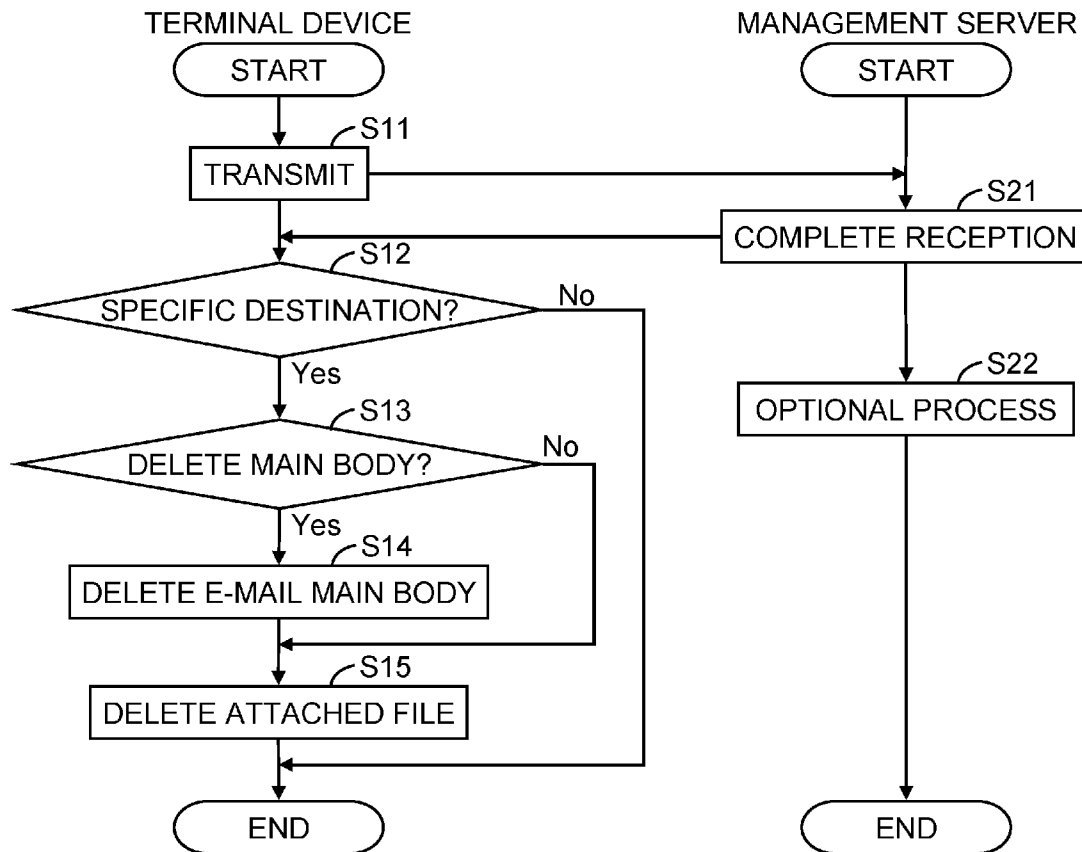 TERMINAL DEVICE
MANAGEMENT SERVER
START
START
S11
TRANSMIT
S21
COMPLETE RECEPTION
S12
SPECIFIC DESTINATION?
No
Yes
S22
OPTIONAL PROCESS
S13
DELETE MAIN BODY?
No
Yes
S14
DELETE E-MAIL MAIN BODY
S15
DELETE ATTACHED FILE
END
END